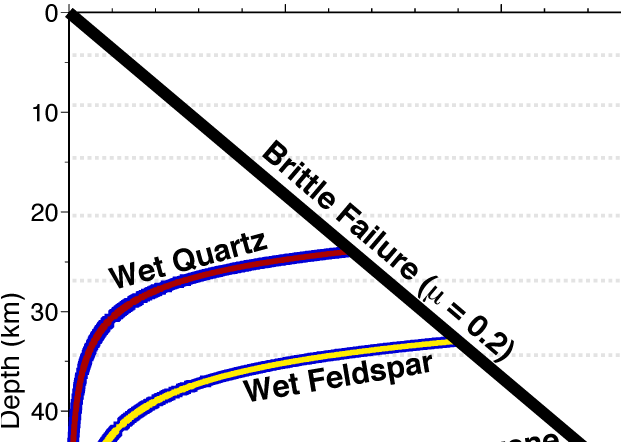 0
10
20
30
40
Depth (km)
Brittle Failure (μ = 0.2)
Wet Quartz
Wet Feldspar